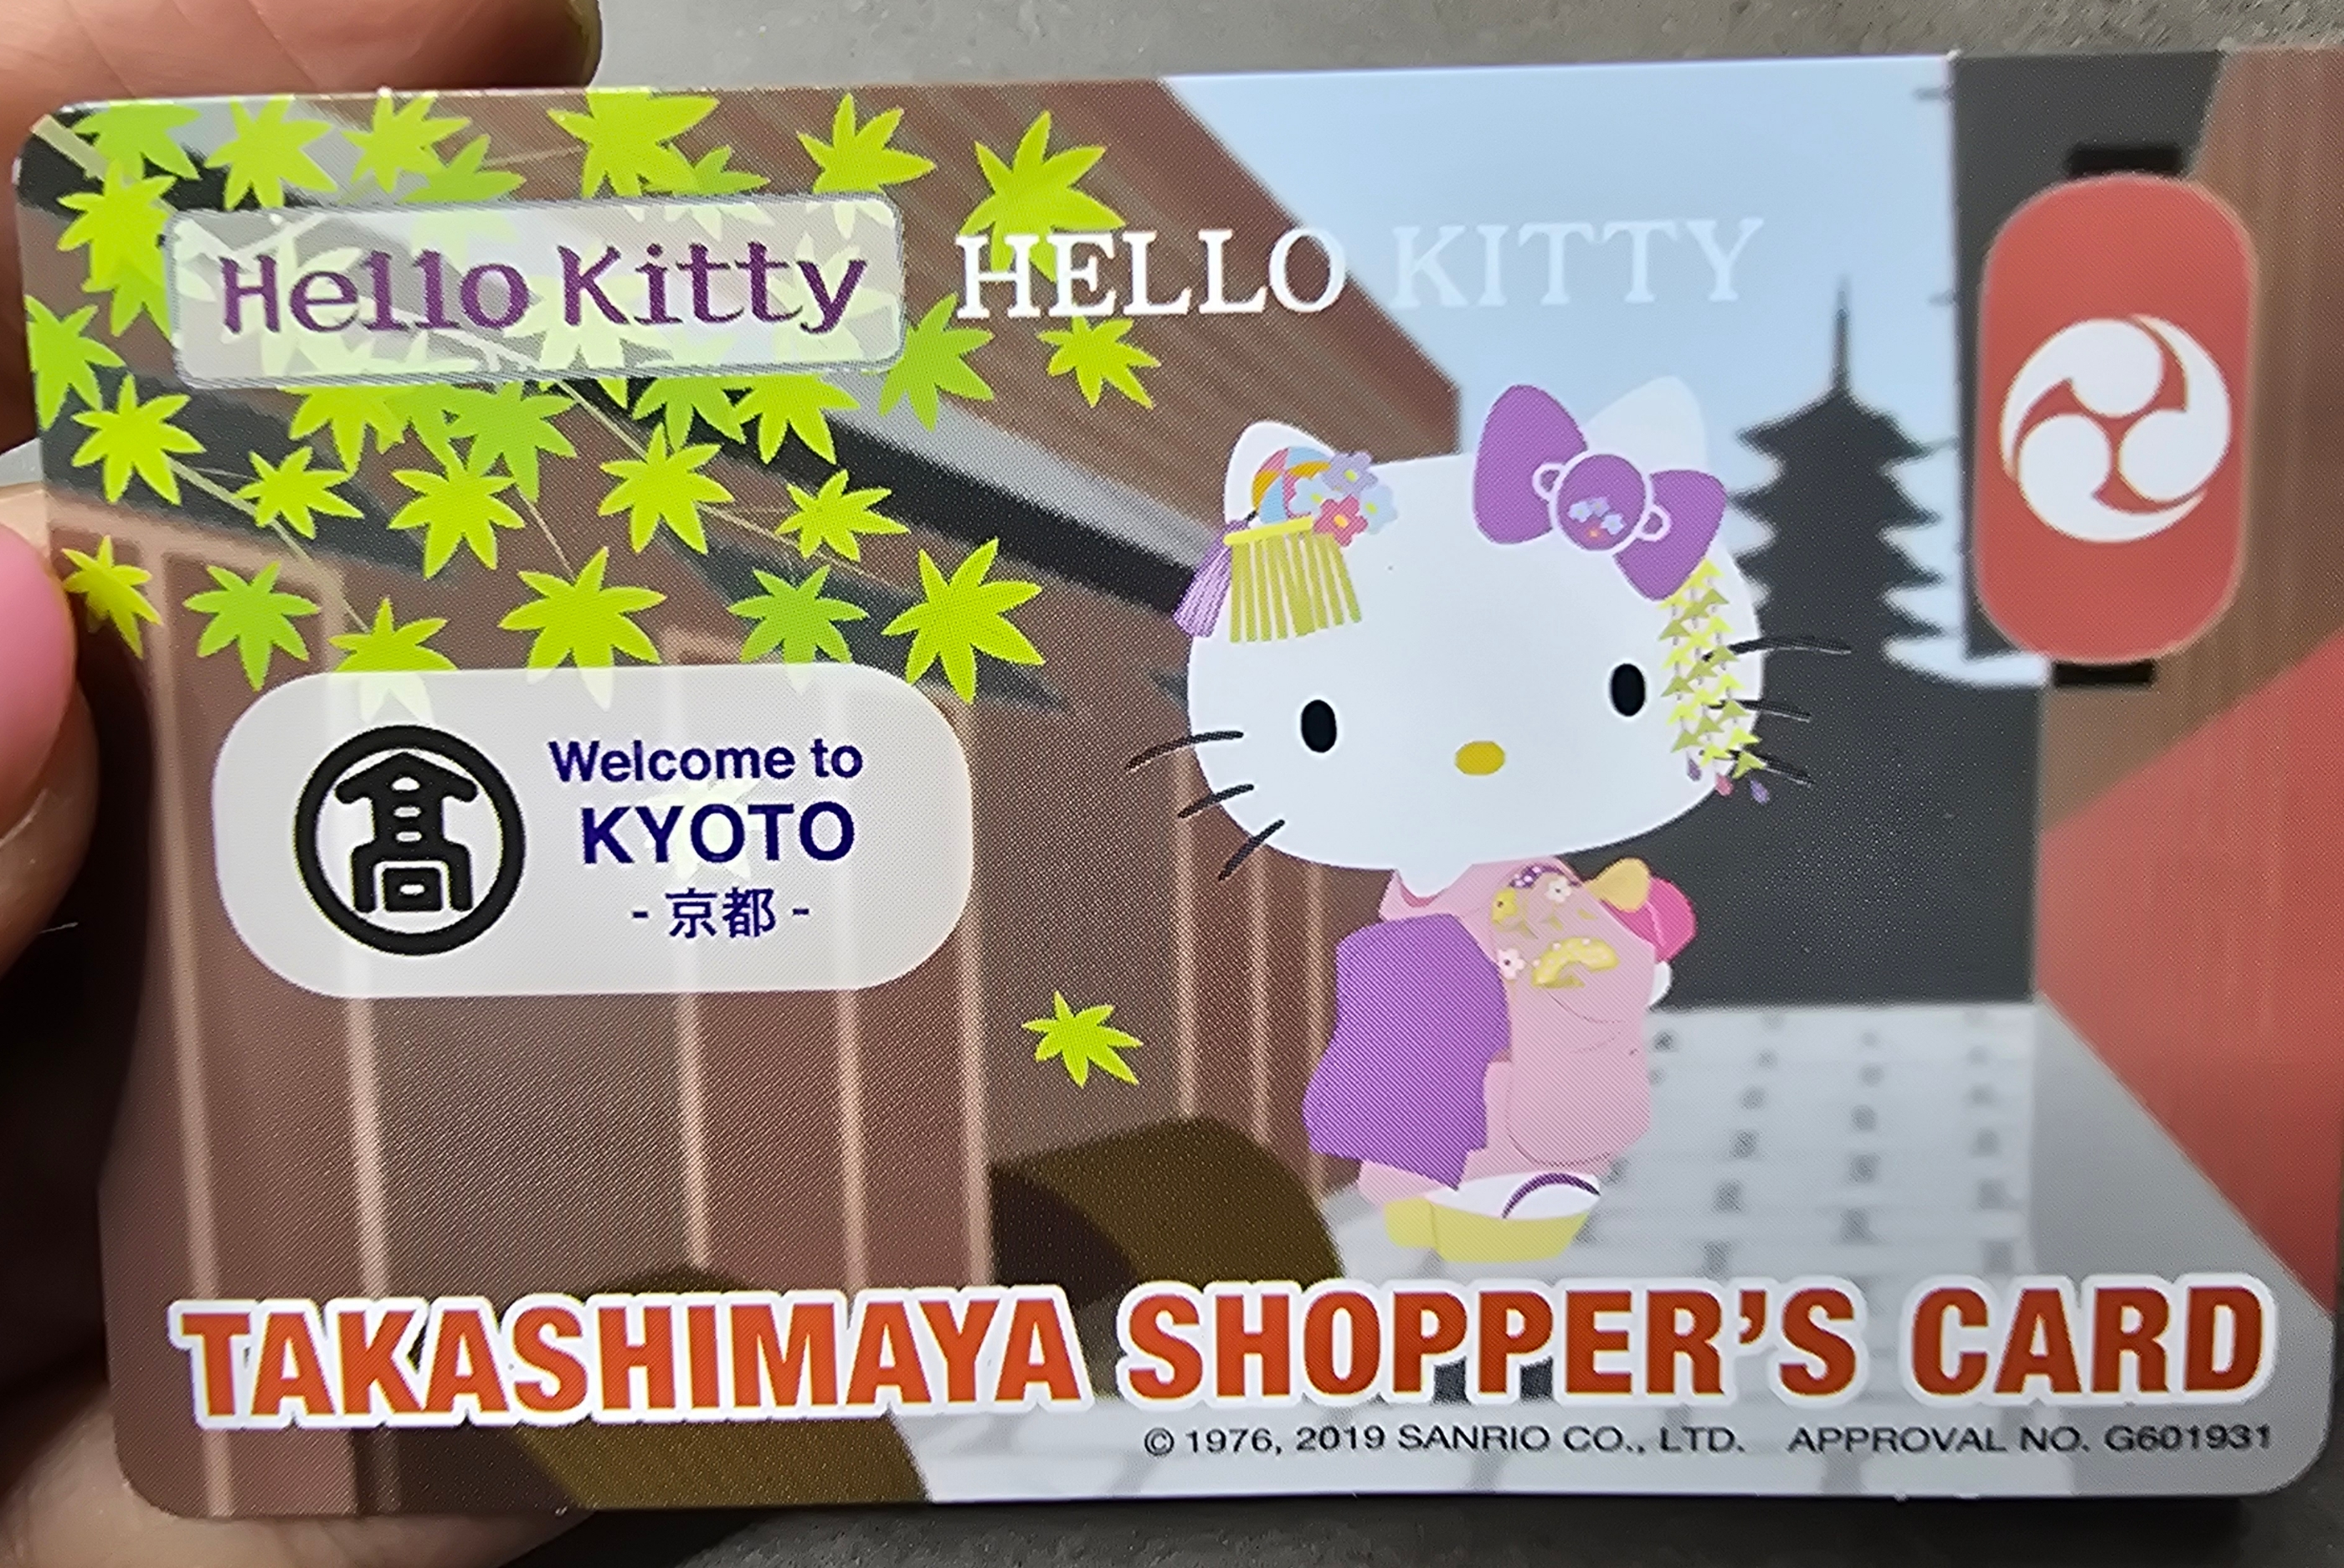 Hello Kitty
HELLO KITTY
髙
Welcome to
KYOTO
- 京都 -
TAKASHIMAYA SHOPPER'S CARD
© 1976, 2019 SANRIO CO., LTD. APPROVAL NO. G601931